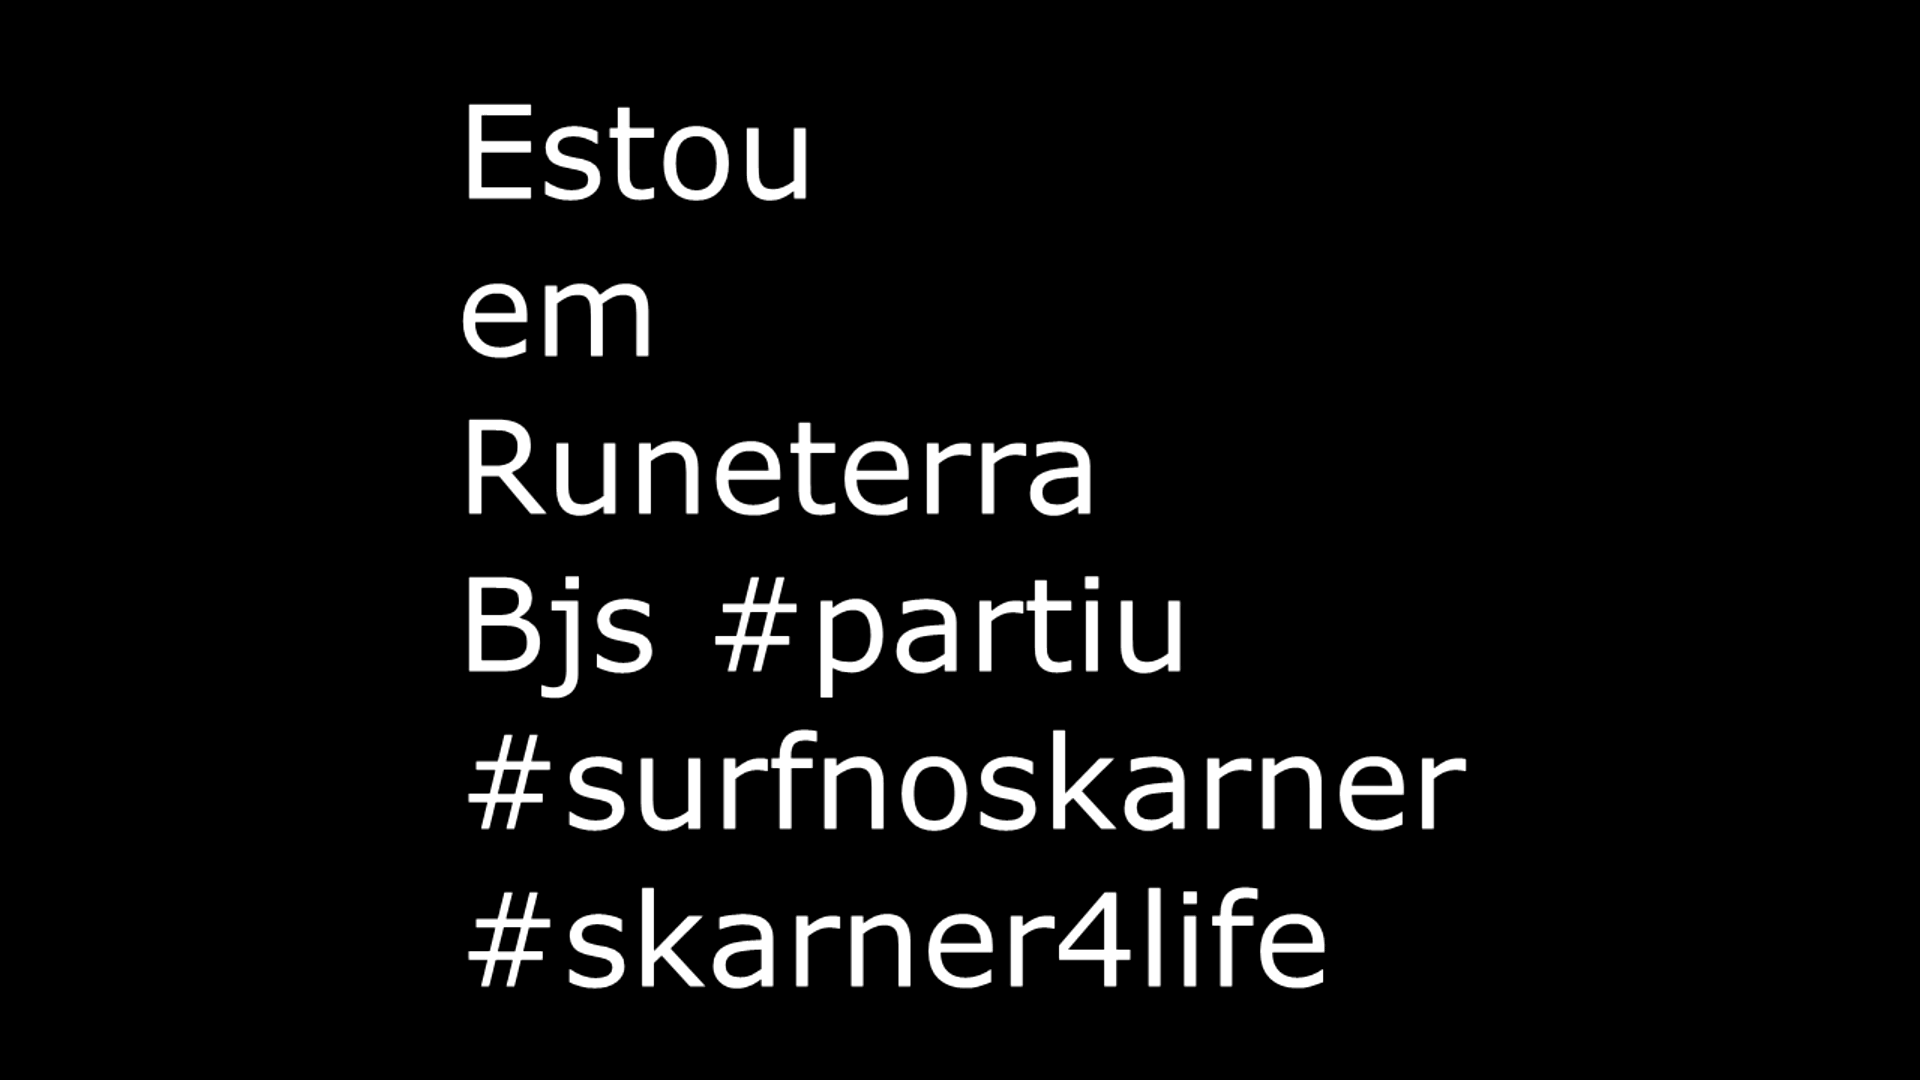 Estou
em
Runeterra
Bjs #partiu
#surfnoskarner
#skarner4life